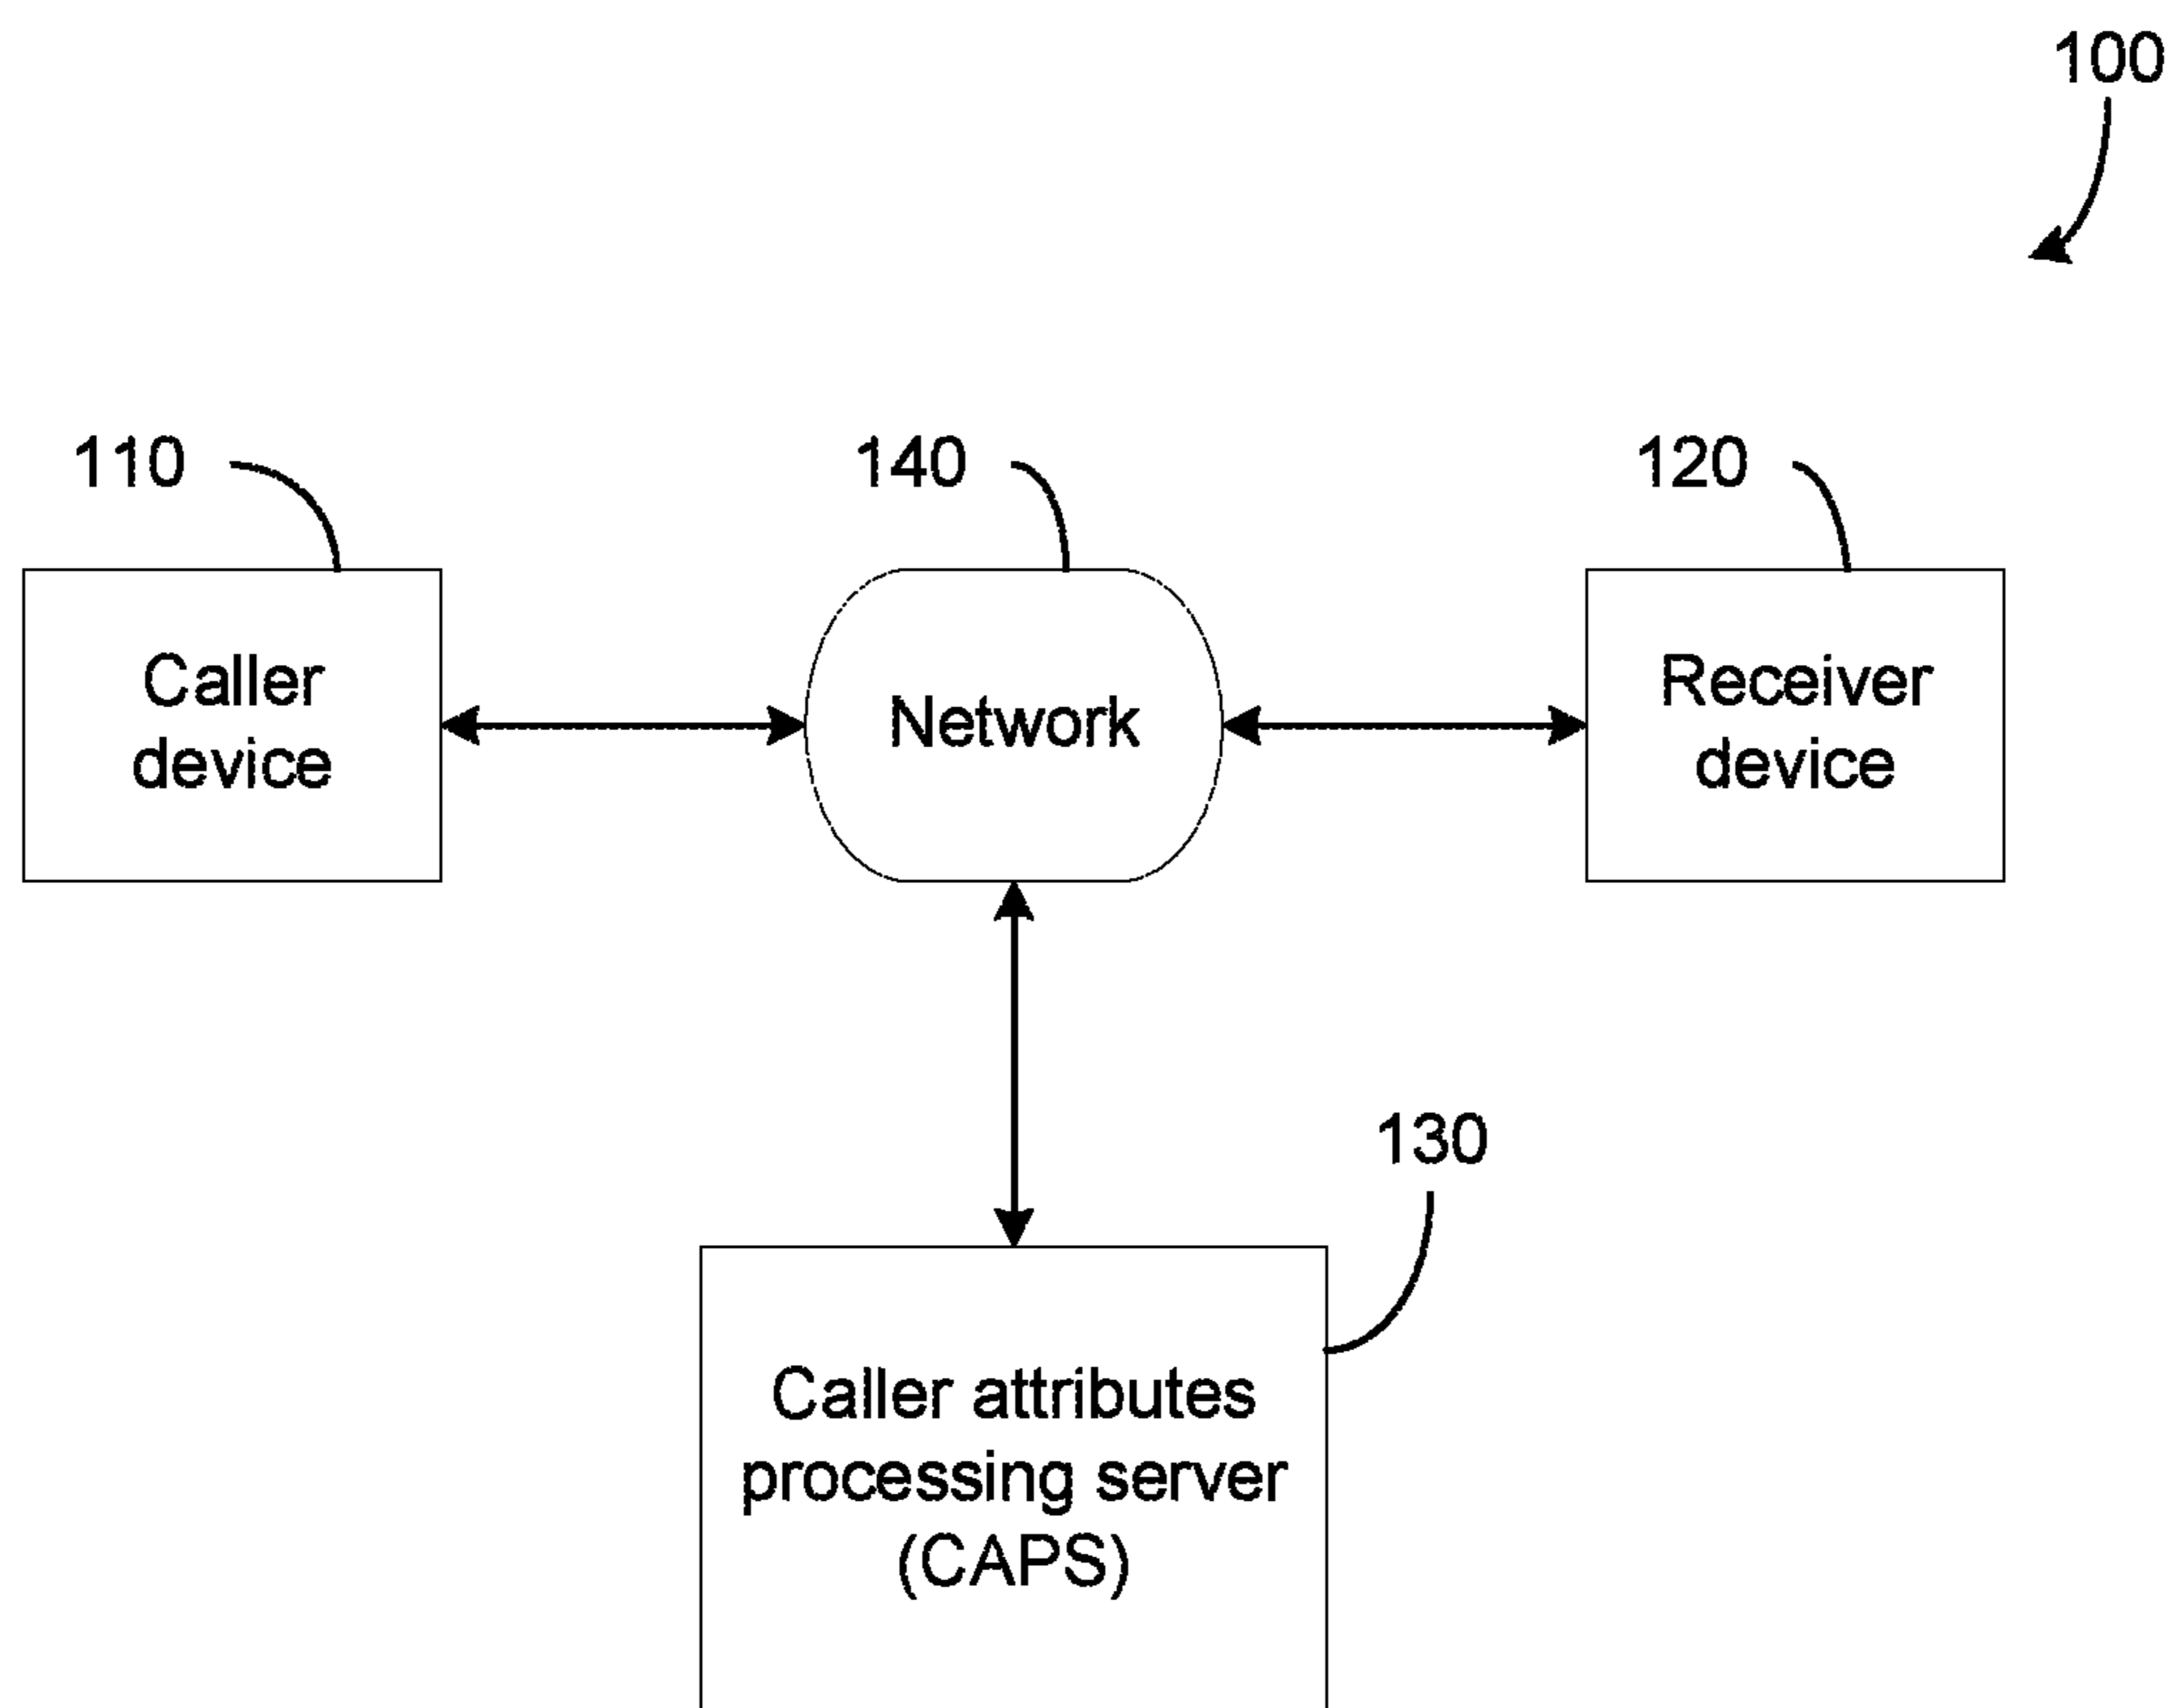 100
110
140
120
Caller
device
Network
Receiver
device
130
Caller attributes
processing server
(CAPS)